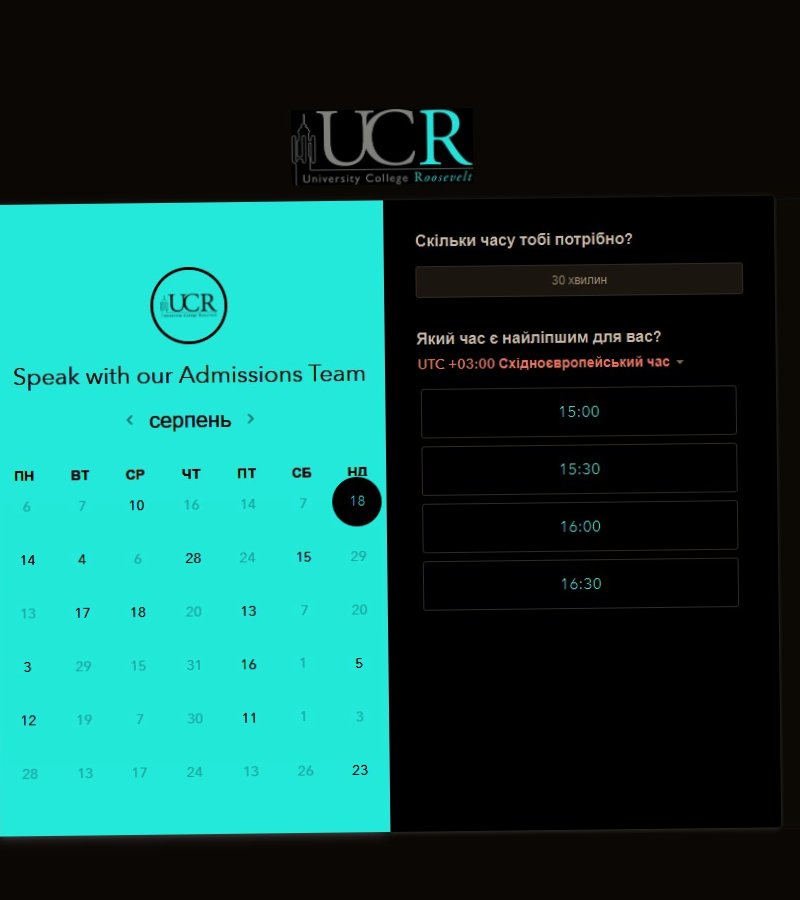 UCR
University College Roosevelt
UCR
Speak with our Admissions Team
серпень
ПН ВТ СР ЧТ ПТ СБ НД
6 7 10 16 14 7 18
14 4 6 28 24 15 29
13 17 18 20 13 7 20
3 29 15 31 16 1 5
12 19 7 30 11 1 3
28 13 17 24 13 26 23
Скільки часу тобі потрібно?
30 хвилин
Який час є найліпшим для вас?
UTC +03:00 Східноєвропейський час
15:00
15:30
16:00
16:30